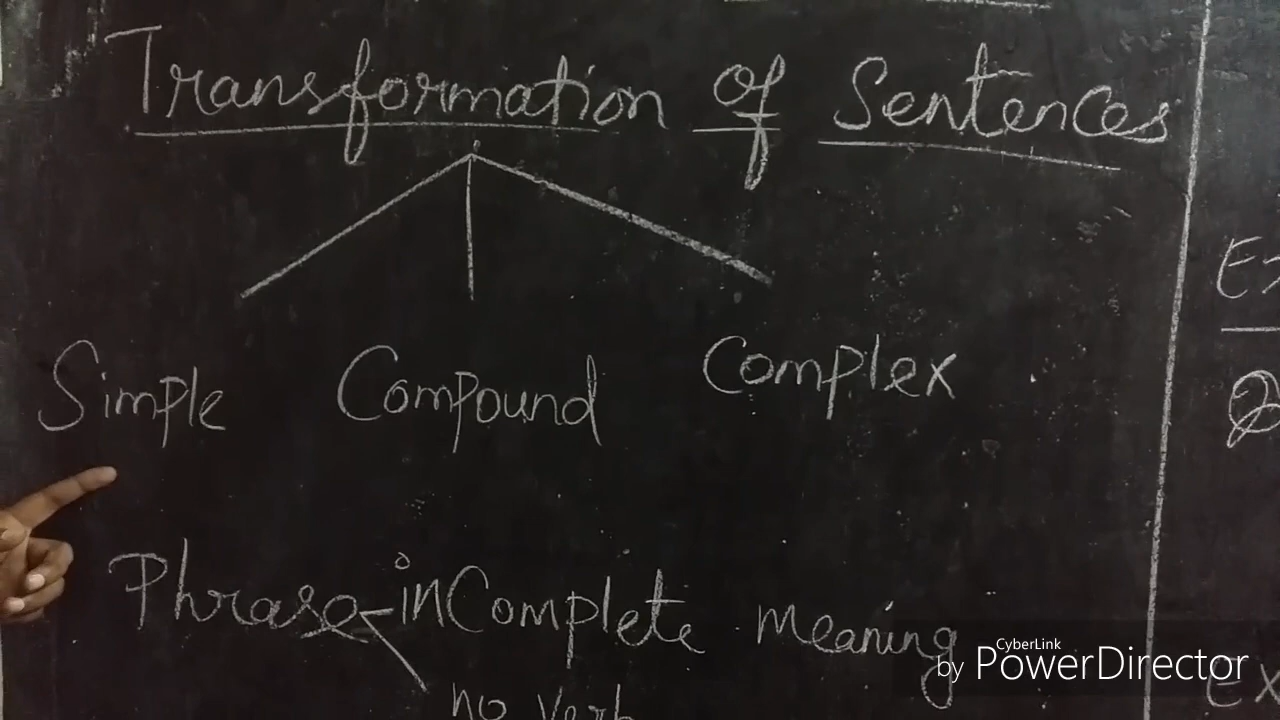 Transformation of Sentences
Simple Compound Complex
Phrase inComplete meaning
no verb
CyberLink
by PowerDirector